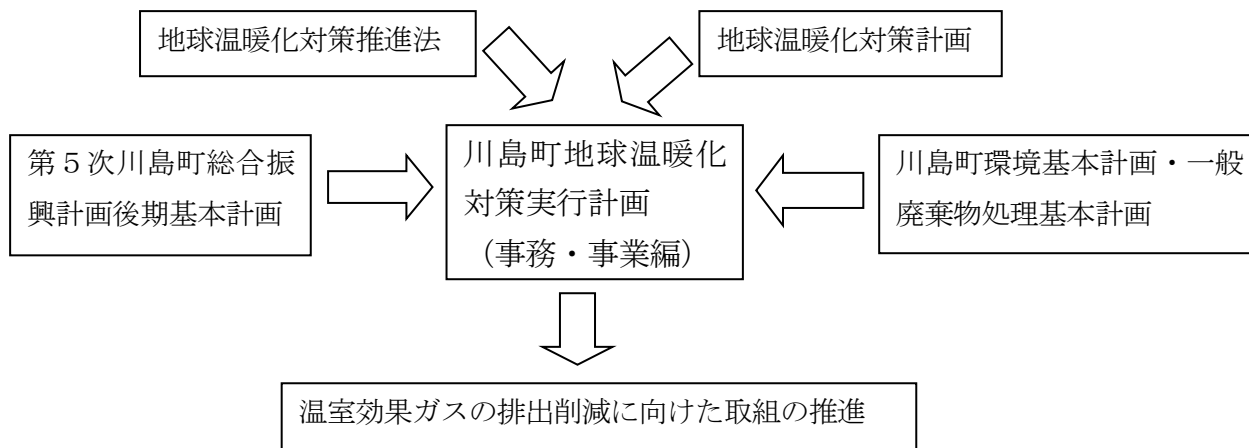 地球温暖化対策推進法
地球温暖化対策計画
第５次川島町総合振
興計画後期基本計画
川島町地球温暖化
対策実行計画
（事務・事業編）
川島町環境基本計画・一般
廃棄物処理基本計画
温室効果ガスの排出削減に向けた取組の推進